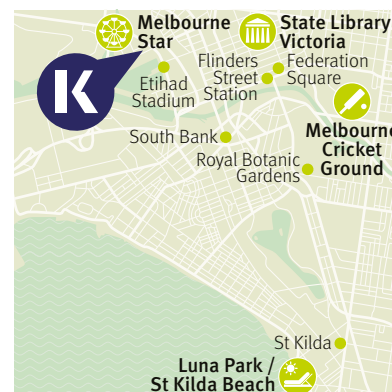 Melbourne
Star
State Library
Victoria
K
Etihad
Stadium
Flinders
Street
Station
Federation
Square
Melbourne
Cricket
Ground
South Bank
Royal Botanic
Gardens
St Kilda
Luna Park /
St Kilda Beach